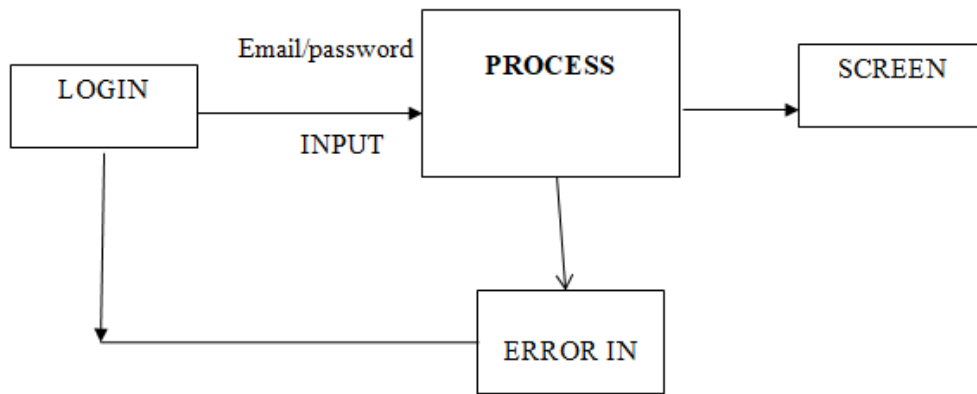 Email/password
LOGIN
INPUT
PROCESS
SCREEN
ERROR IN